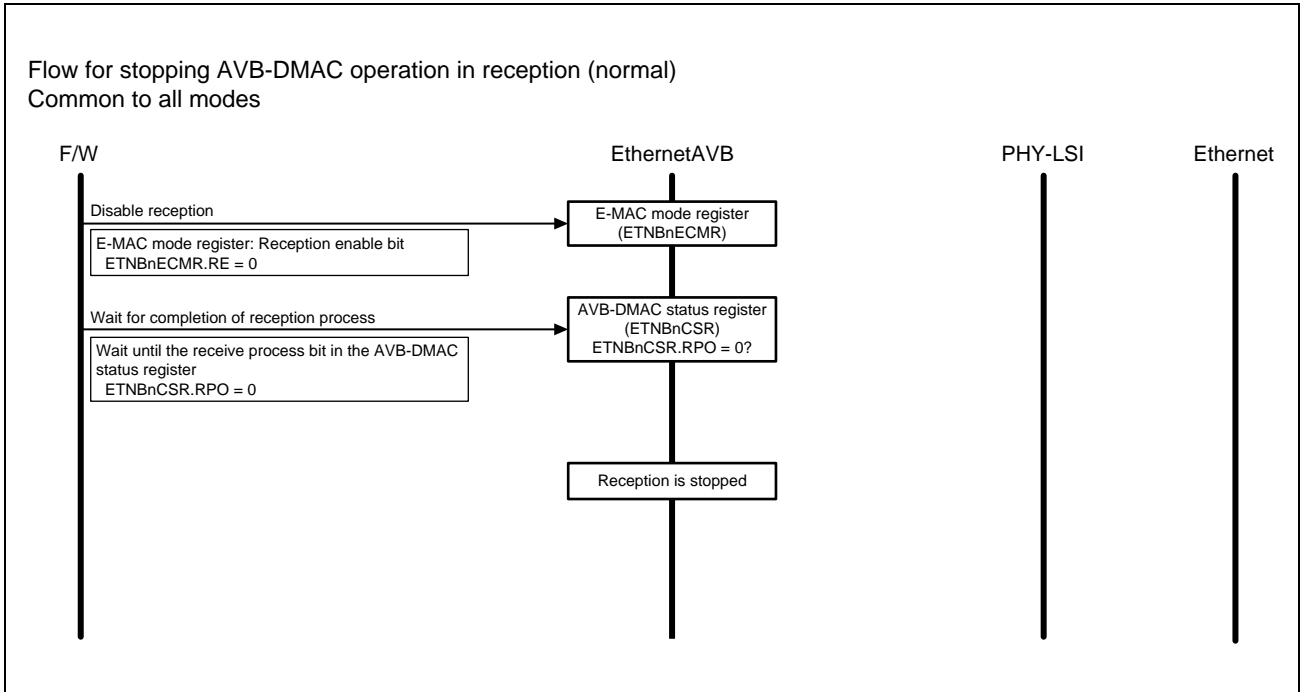 Flow for stopping AVB-DMAC operation in reception (normal)
Common to all modes
F/W
EthernetAVB
PHY-LSI
Ethernet
Disable reception
E-MAC mode register: Reception enable bit
ETNBnECMR.RE = 0
E-MAC mode register
(ETNBnECMR)
Wait for completion of reception process
Wait until the receive process bit in the AVB-DMAC
status register
ETNBnCSR.RPO = 0
AVB-DMAC status register
(ETNBnCSR)
ETNBnCSR.RPO = 0?
Reception is stopped